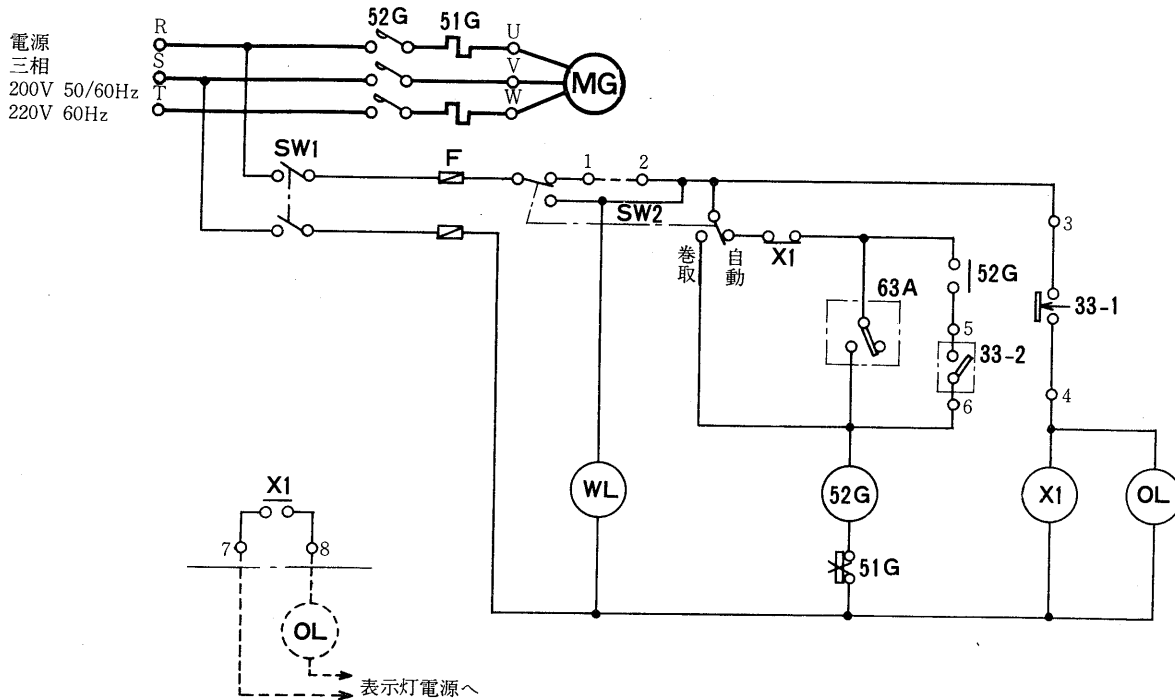 電源
三相
200V 50/60Hz
220V 60Hz
R
S
T
52G
51G
U
V
W
MG
SW1
F
1
2
SW2
3
巻取
自動
X1
52G
63A
33-1
5
33-2
6
4
WL
52G
X1
OL
51G
X1
7
8
OL
表示灯電源へ